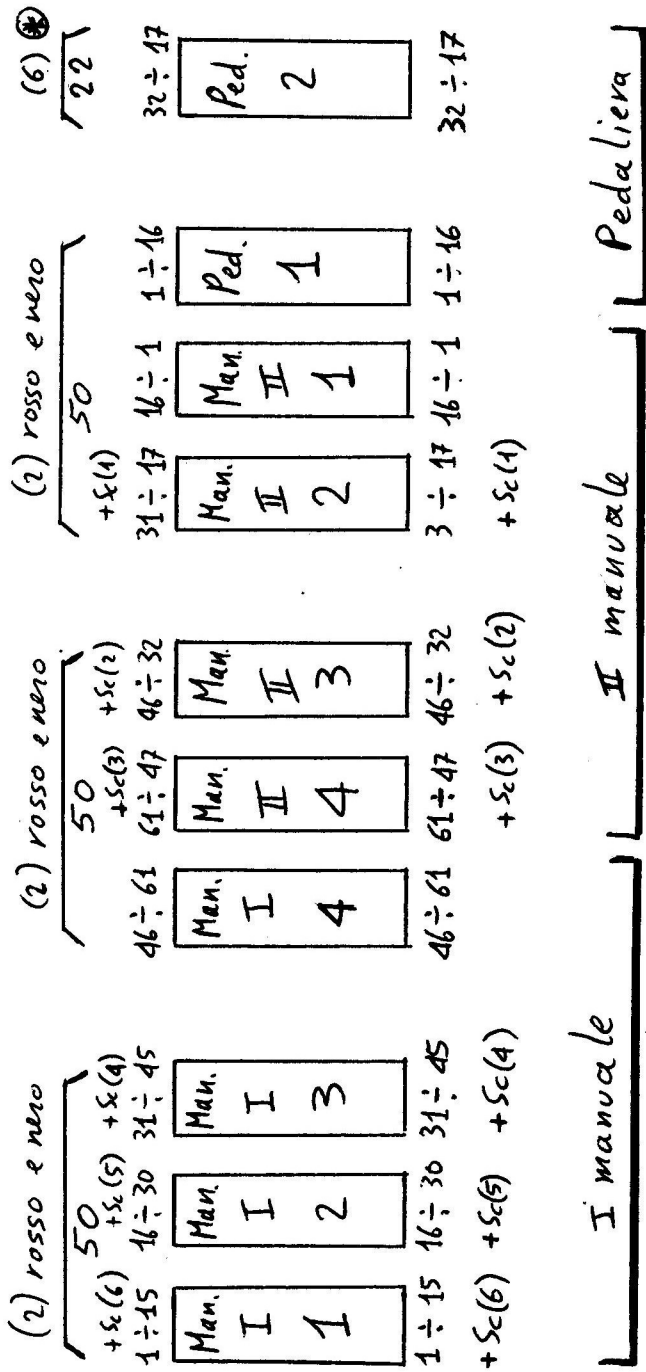 (2) rosso e nero (2) rosso e nero (2) rosso e nero (6) ⊛
50 50 50 22
+Sc(6) +Sc(5) +Sc(4) +Sc(3) +Sc(2) +Sc(1)
1÷15 16÷30 31÷45 46÷61 61÷47 46÷32 31÷17 16÷1 1÷16 32÷17
Man. Man. Man. Man. Man. Man. Man. Man. Ped. Ped.
I I I I II II II II
1 2 3 4 4 3 2 1 1 2
1÷15 16÷30 31÷45 46÷61 61÷47 46÷32 3÷17 16÷1 1÷16 32÷17
+Sc(6) +Sc(5) +Sc(4) +Sc(3) +Sc(2) +Sc(1)
I manuale II manuale Pedaliera